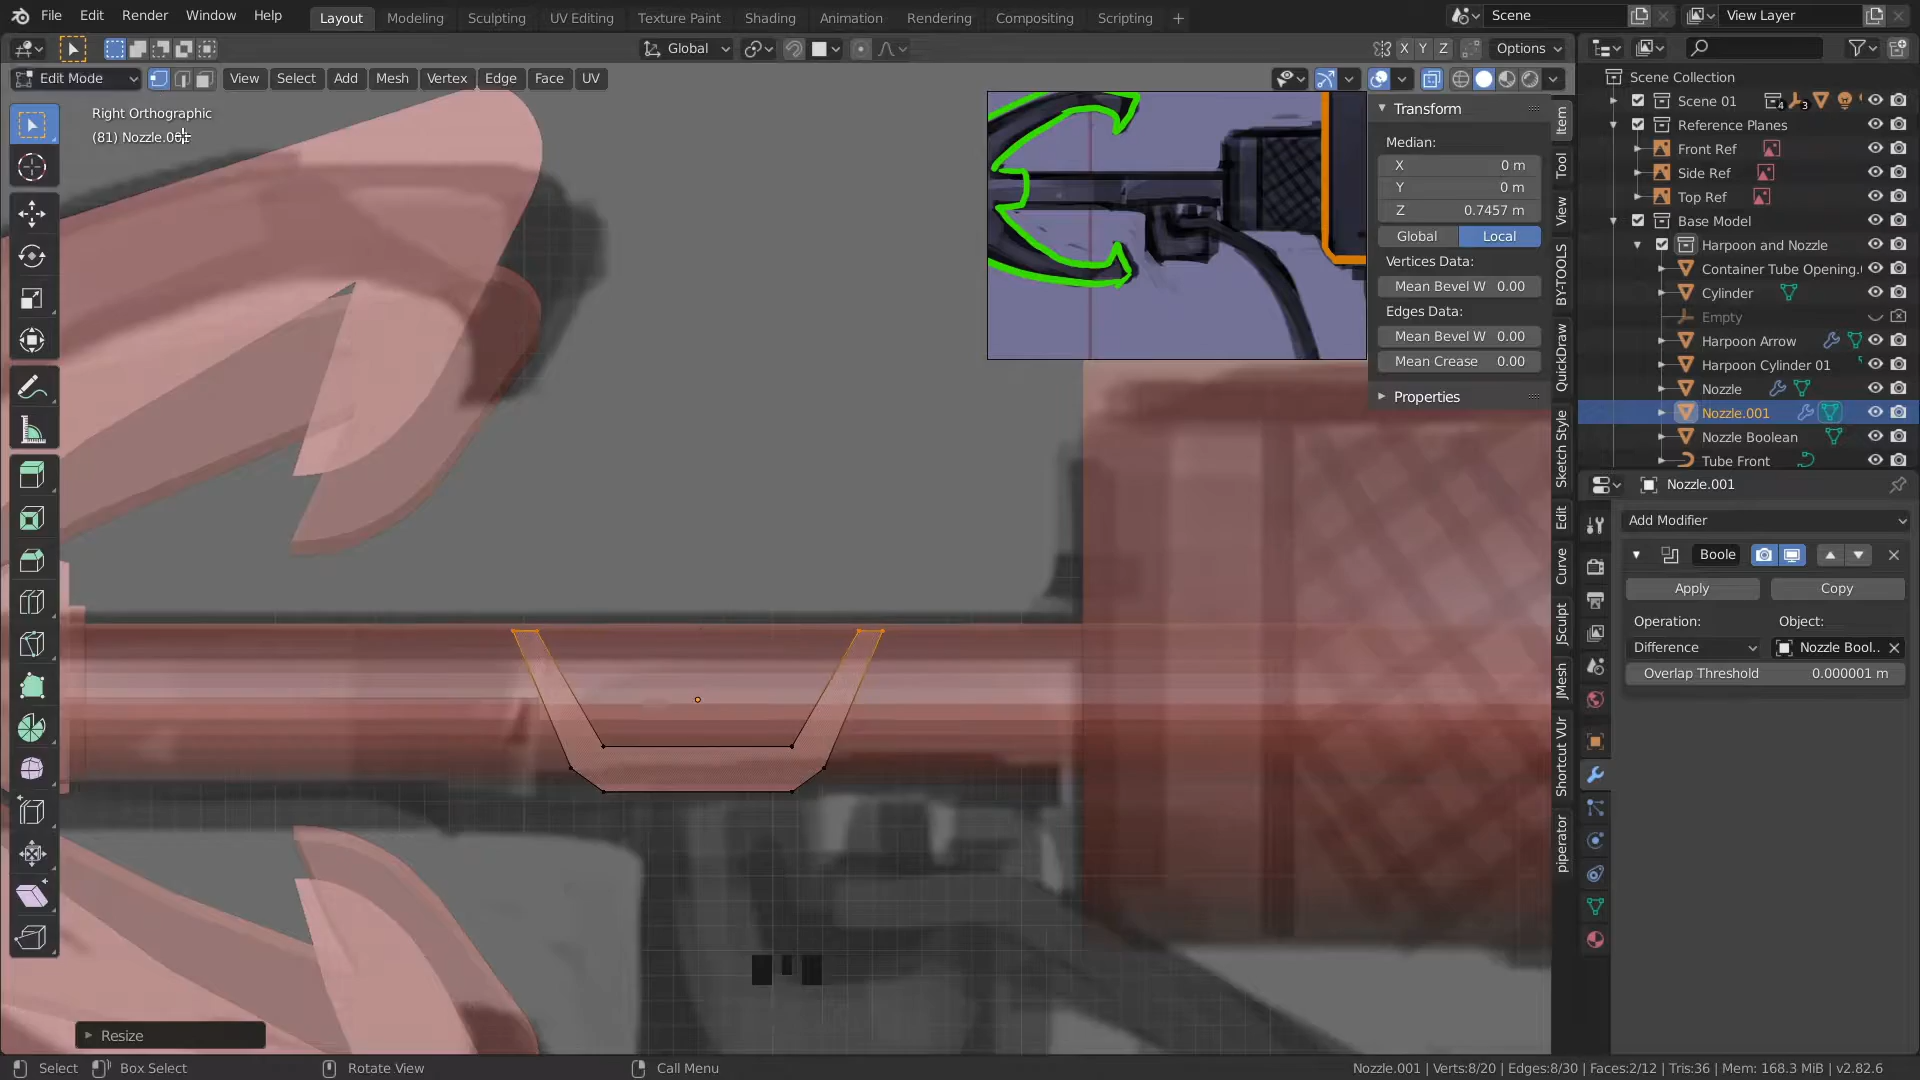 File Edit Render Window Help Layout Modeling Sculpting UV Editing Texture Paint Shading Animation Rendering Compositing Scripting + Scene View Layer
Global X Y Z Options
Edit Mode View Select Add Mesh Vertex Edge Face UV
Right Orthographic
(81) Nozzle.001
Resize
Transform
Median:
X 0 m
Y 0 m
Z 0.7457 m
Global Local
Vertices Data:
Mean Bevel W 0.00
Edges Data:
Mean Bevel W 0.00
Mean Crease 0.00
Properties
Item
Tool
View
BY-TOOLS
QuickDraw
Sketch Style
Edit
Curve
JSculpt
JMesh
Shortcut VUr
piperator
Scene Collection
Scene 01 4 3
Reference Planes
Front Ref
Side Ref
Top Ref
Base Model
Harpoon and Nozzle
Container Tube Opening.
Cylinder
Empty
Harpoon Arrow
Harpoon Cylinder 01
Nozzle
Nozzle.001
Nozzle Boolean
Tube Front
Nozzle.001
Add Modifier
Boole
Apply Copy
Operation: Object:
Difference Nozzle Bool..
Overlap Threshold 0.000001 m
Select Box Select Rotate View Call Menu Nozzle.001 | Verts:8/20 | Edges:8/30 | Faces:2/12 | Tris:36 | Mem: 168.3 MiB | v2.82.6